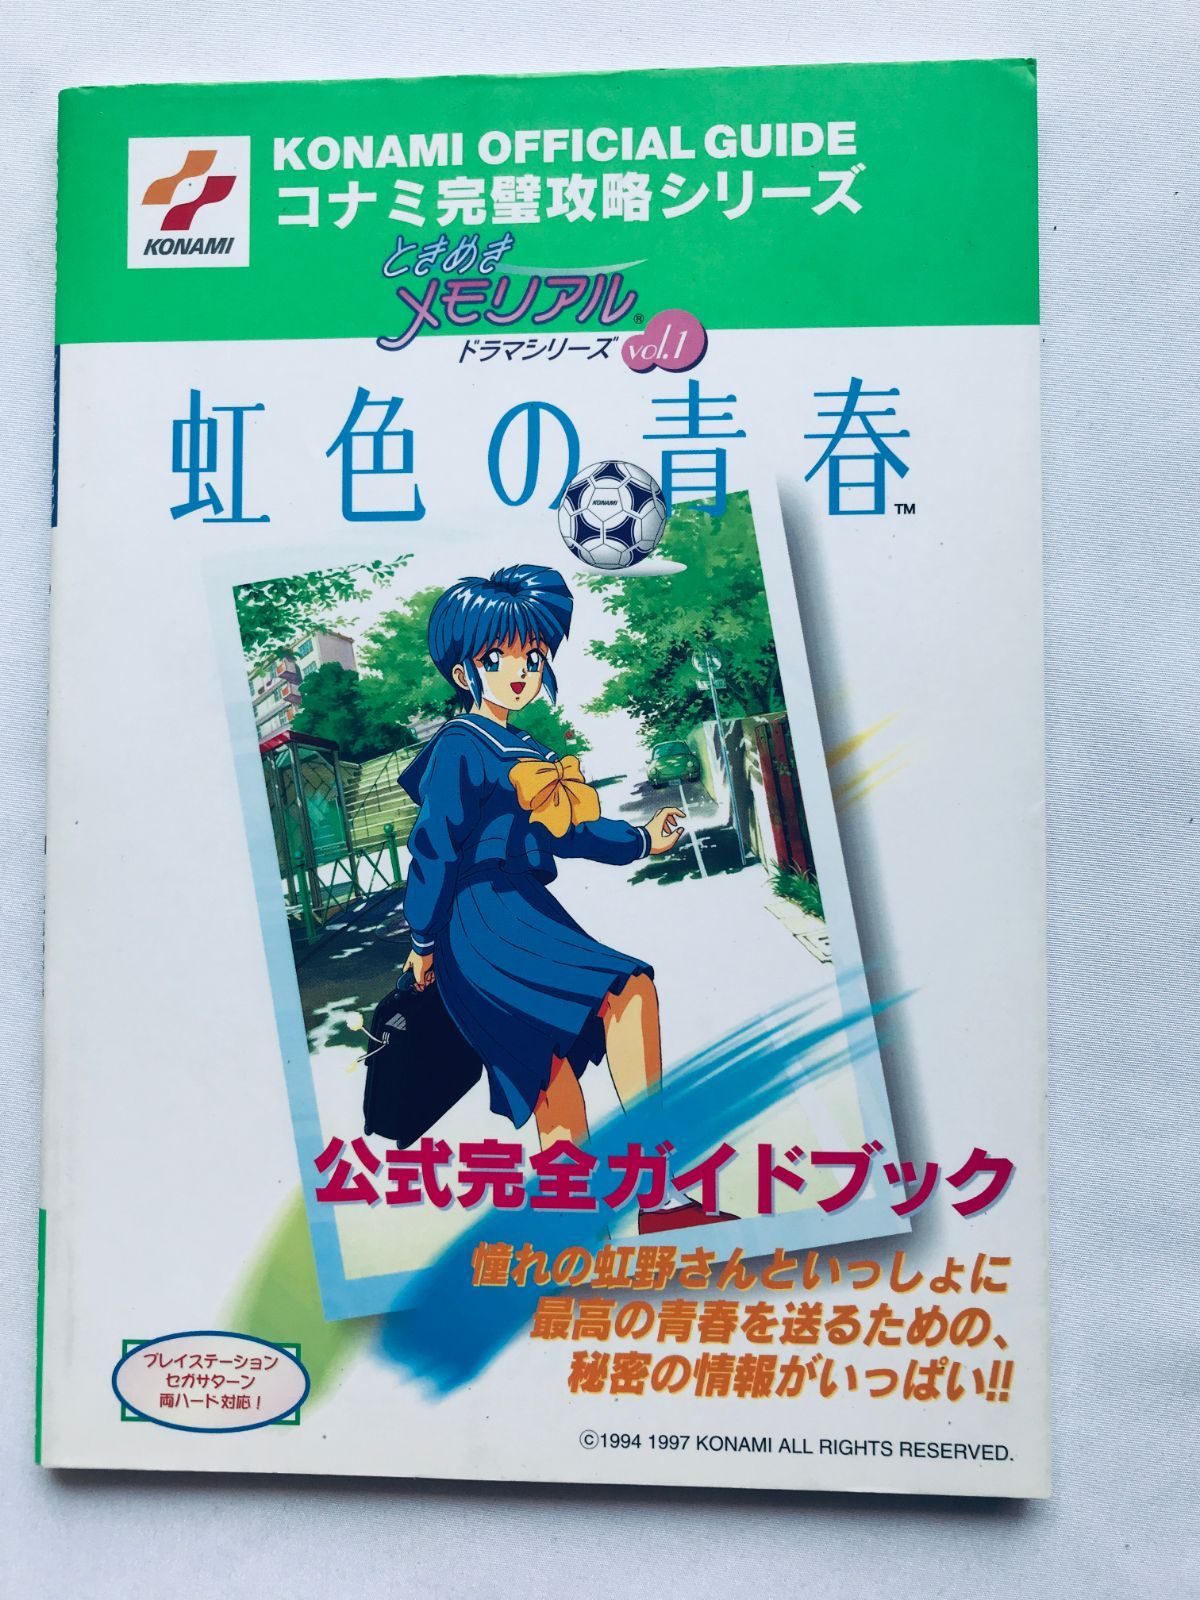 KONAMI OFFICIAL GUIDE
コナミ完璧攻略シリーズ
KONAMI
ときめき
メモリアル®
ドラマシリーズ vol.1
虹色の青春™
KONAMI
公式完全ガイドブック
憧れの虹野さんといっしょに
最高の青春を送るための、
秘密の情報がいっぱい!!
プレイステーション
セガサターン
両ハード対応！
©1994 1997 KONAMI ALL RIGHTS RESERVED.